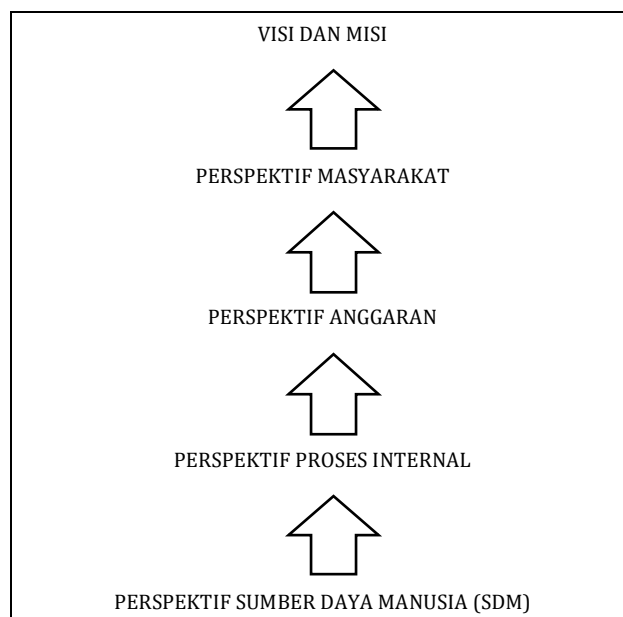 VISI DAN MISI
PERSPEKTIF MASYARAKAT
PERSPEKTIF ANGGARAN
PERSPEKTIF PROSES INTERNAL
PERSPEKTIF SUMBER DAYA MANUSIA (SDM)